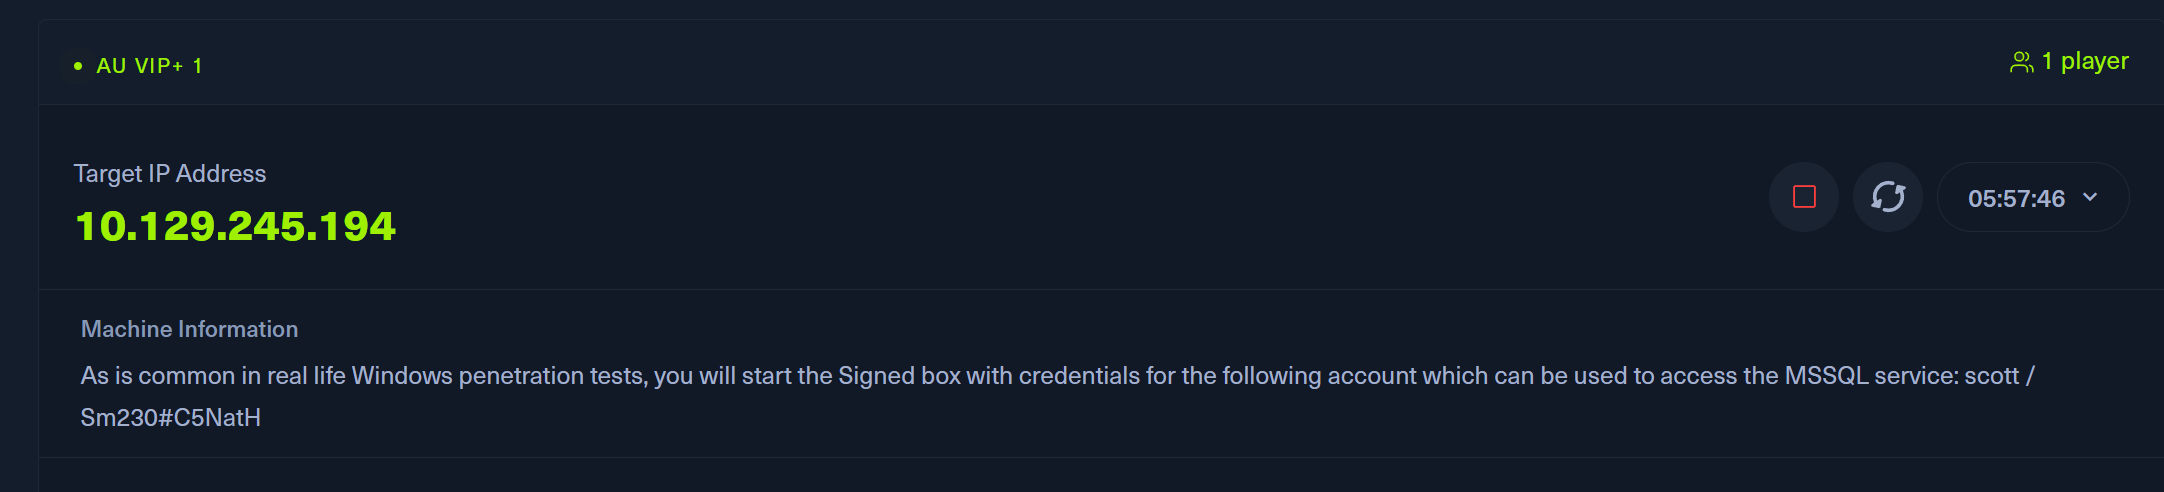 AU VIP+ 1
1 player
Target IP Address
10.129.245.194
05:57:46
Machine Information
As is common in real life Windows penetration tests, you will start the Signed box with credentials for the following account which can be used to access the MSSQL service: scott /
Sm230#C5NatH